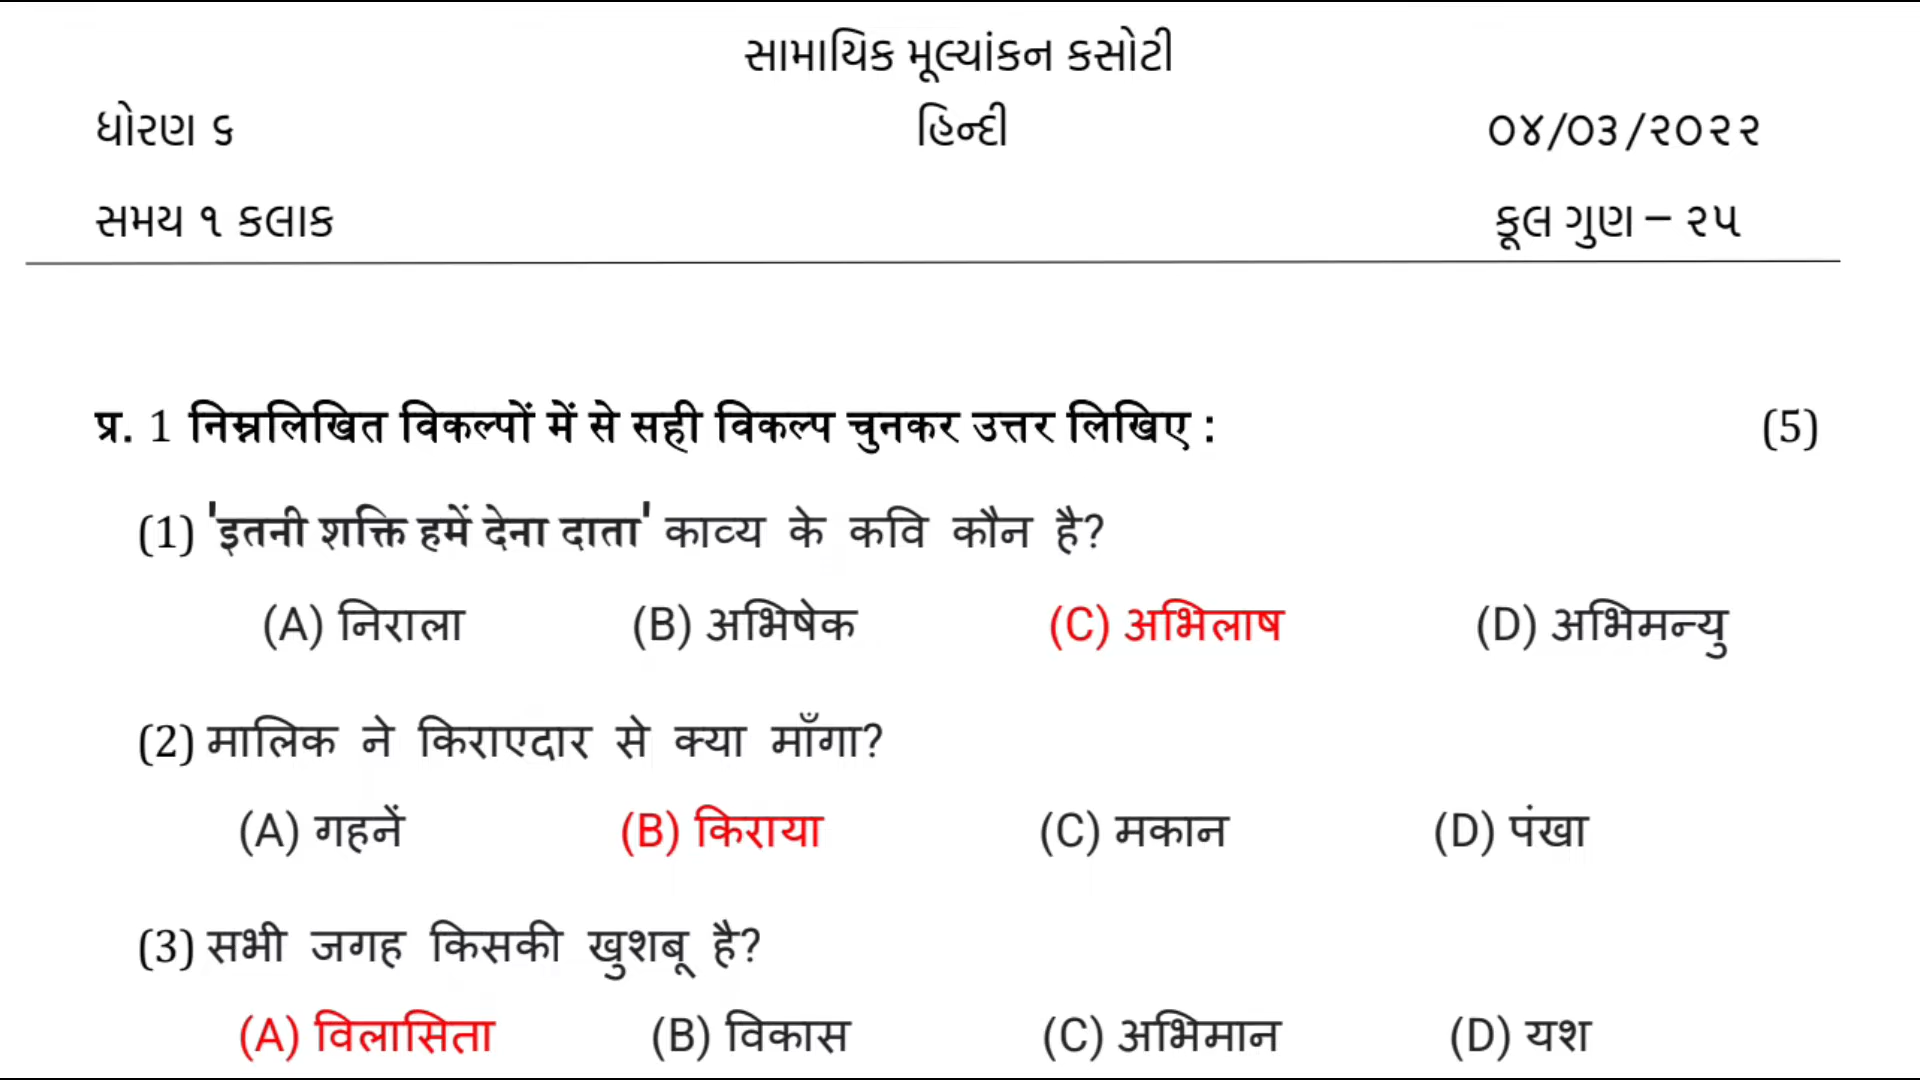 સામાયિક મૂલ્યાંકન કસોટી
ધોરણ ૬ હિન્દી ૦૪/૦૩/૨૦૨૨
સમય ૧ કલાક કૂલ ગુણ – ૨૫
प्र. 1 निम्नलिखित विकल्पों में से सही विकल्प चुनकर उत्तर लिखिए : (5)
(1) 'इतनी शक्ति हमें देना दाता' काव्य के कवि कौन है?
(A) निराला (B) अभिषेक (C) अभिलाष (D) अभिमन्यु
(2) मालिक ने किराएदार से क्या माँगा?
(A) गहनें (B) किराया (C) मकान (D) पंखा
(3) सभी जगह किसकी खुशबू है?
(A) विलासिता (B) विकास (C) अभिमान (D) यश